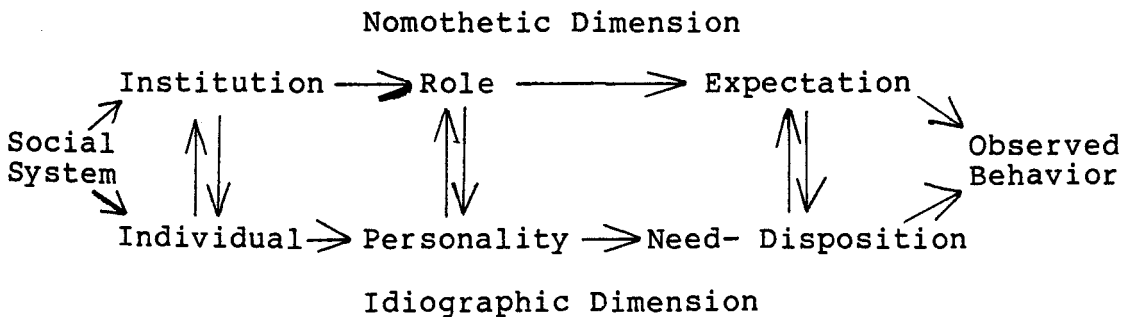 Nomothetic Dimension
Institution Role Expectation
Social
System
Observed
Behavior
Individual Personality Need- Disposition
Idiographic Dimension